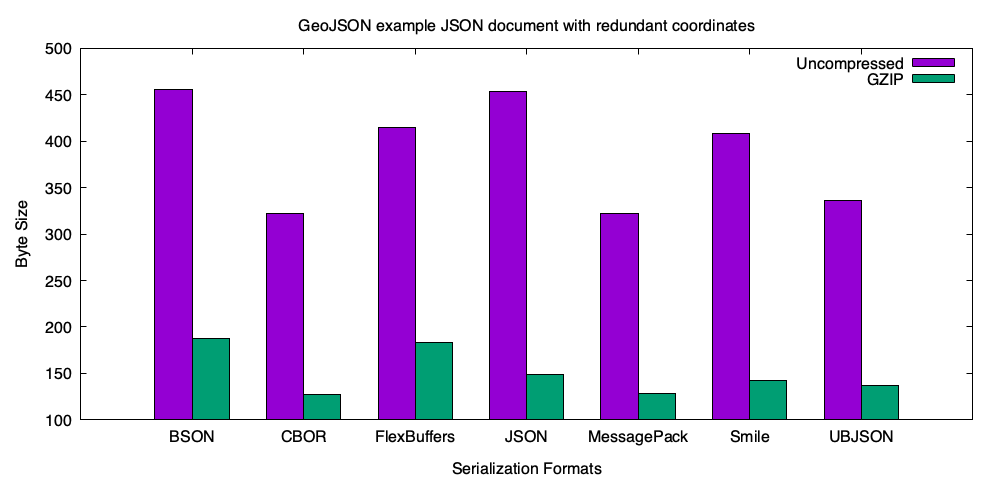 GeoJSON example JSON document with redundant coordinates
Uncompressed
GZIP
500
450
400
350
300
250
200
150
100
Byte Size
BSON CBOR FlexBuffers JSON MessagePack Smile UBJSON
Serialization Formats